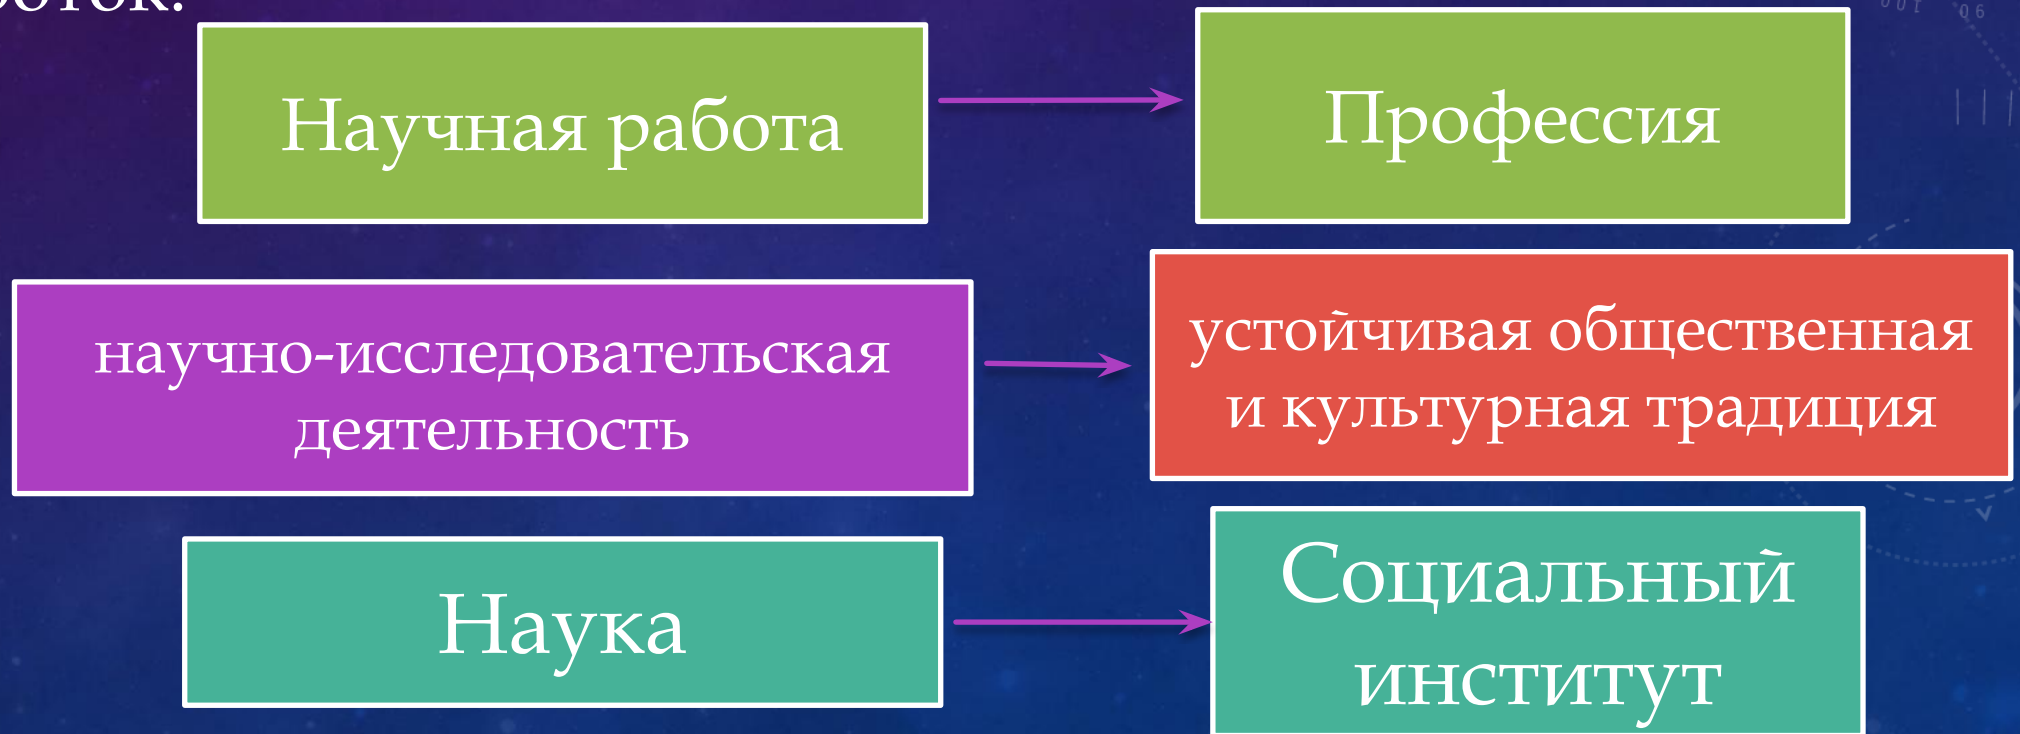 Научная работа
Профессия
научно-исследовательская
деятельность
устойчивая общественная
и культурная традиция
Наука
Социальный
институт